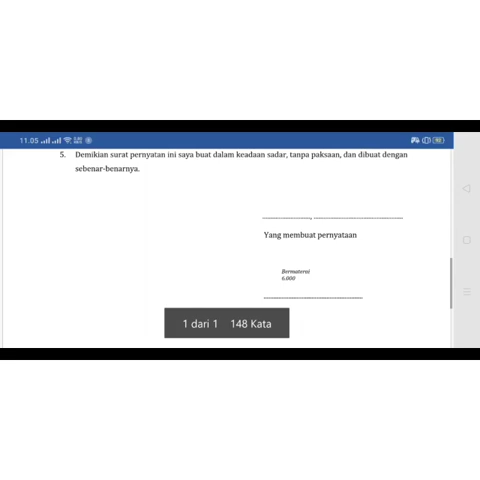 11.05
5. Demikian surat pernyatan ini saya buat dalam keadaan sadar, tanpa paksaan, dan dibuat dengan
sebenar-benarnya.
Yang membuat pernyataan
Bermaterai
6.000
1 dari 1 148 Kata